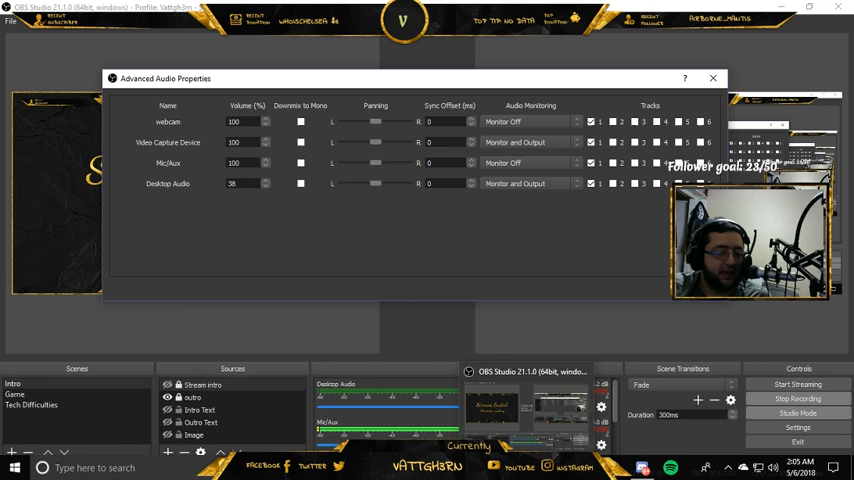 OBS Studio 21.1.0 (64bit, windows) - Profile: Vattgh3rn -
File
RECENT SUBSCRIBER
RECENT DONATION
WHOISCHELSEA $8
V
TOP TIP NO DATA
TOP DONATION
RECENT FOLLOWER
AIRBORNE_MANTIS
Advanced Audio Properties
?
Name Volume (%) Downmix to Mono Panning Sync Offset (ms) Audio Monitoring Tracks
webcam 100 L R 0 Monitor Off 1 2 3 4 5 6
Video Capture Device 100 L R 0 Monitor and Output 1 2 3 4 5 6
Mic/Aux 100 L R 0 Monitor Off 1 2 3 4
Follower goal: 23/50
Desktop Audio 38 L R 0 Monitor and Output 1 2 3 4
Scenes Sources Scene Transitions Controls
OBS Studio 21.1.0 (64bit, windo...
Intro
Game
Tech Difficulties
Stream intro
outro
Intro Text
Outro Text
Image
Desktop Audio
Mic/Aux
Fade
Duration 300ms
Start Streaming
Stop Recording
Studio Mode
Settings
Exit
Currently
Type here to search
FACEBOOK
TWITTER
VATTGH3RN
YOUTUBE
INSTAGRAM
2:05 AM
5/6/2018